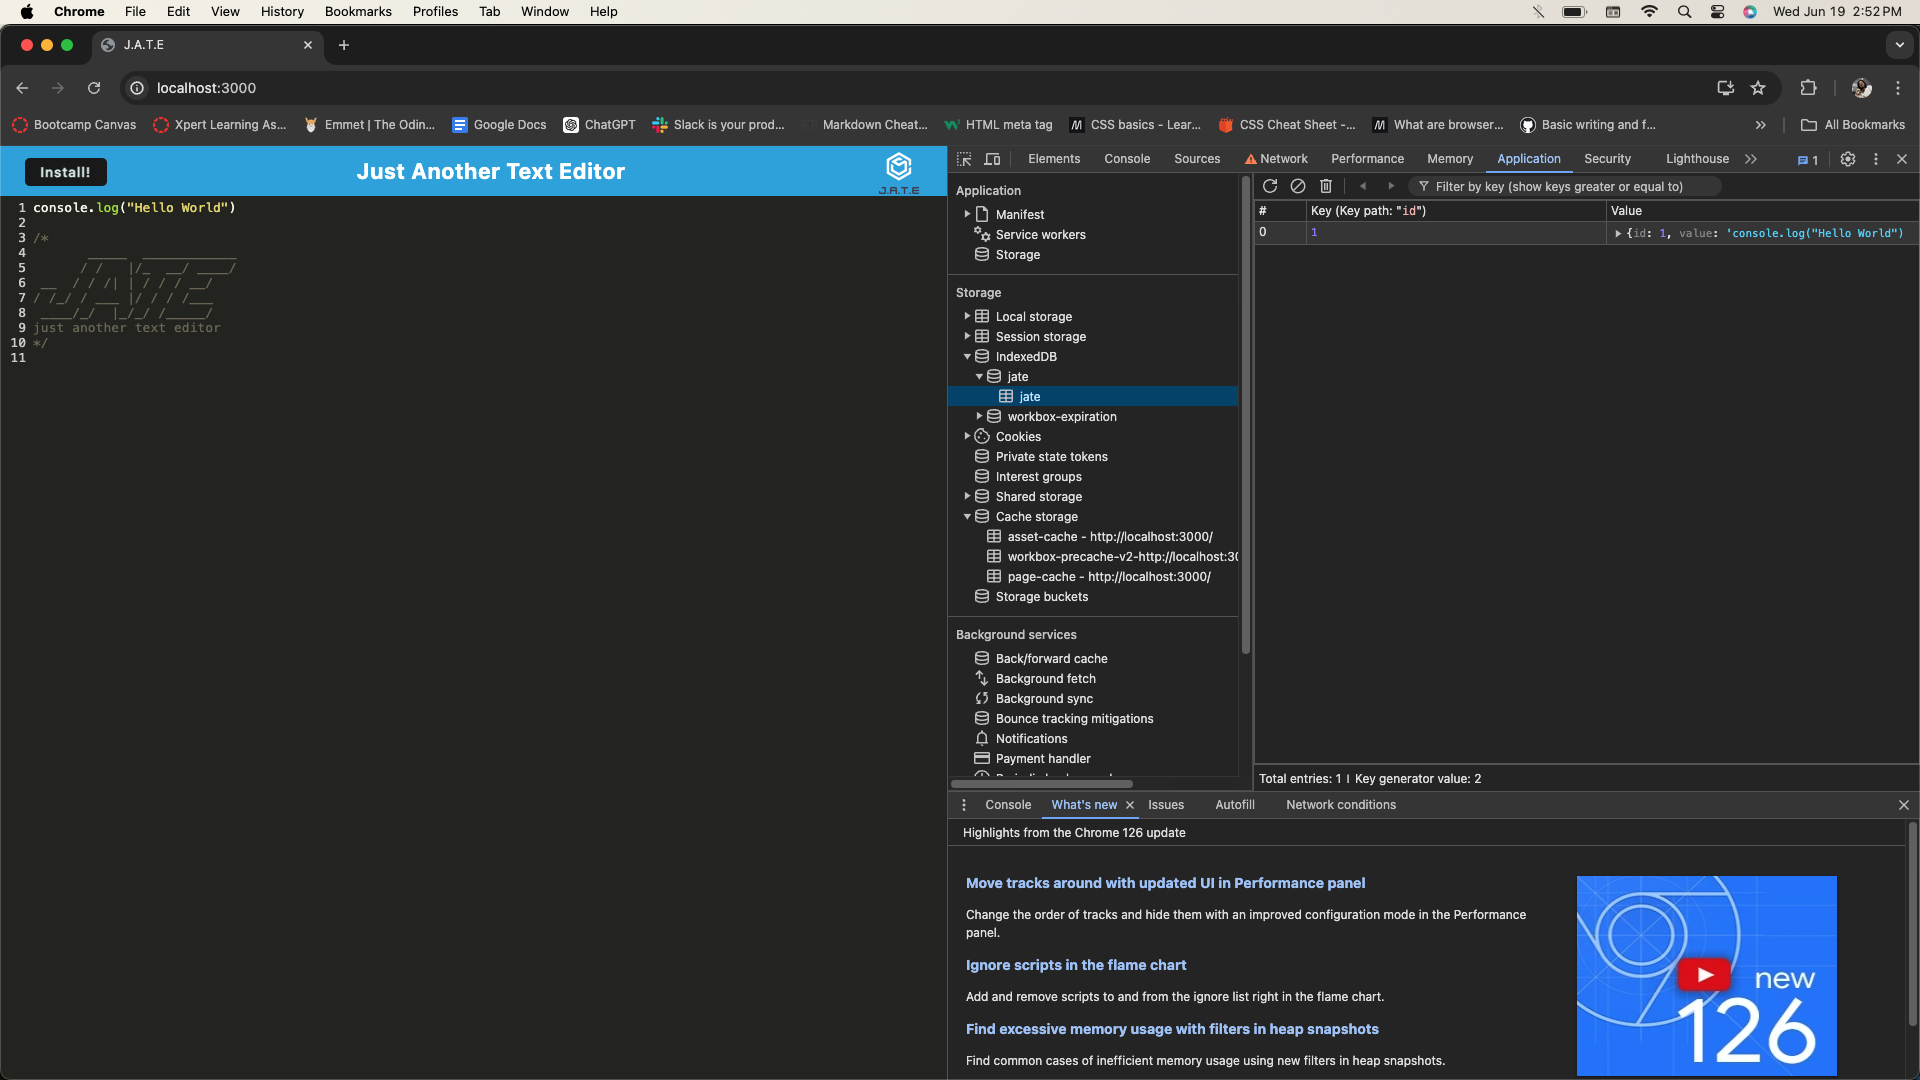 Chrome File Edit View History Bookmarks Profiles Tab Window Help Wed Jun 19 2:52 PM
J.A.T.E
localhost:3000
Bootcamp Canvas Xpert Learning As... Emmet | The Odin... Google Docs ChatGPT Slack is your prod... Markdown Cheat... HTML meta tag CSS basics - Lear... CSS Cheat Sheet -... What are browser... Basic writing and f... All Bookmarks
Install! Just Another Text Editor J.A.T.E
1 console.log("Hello World")
2
3 /*
4 _____ ____________
5 / / |/_ __/ ____/
6 __ / / /| | / / / __/
7 / /_/ / ___ |/ / / /___
8 ____/_/ |_/_/ /_____/
9 just another text editor
10 */
11
Elements Console Sources Network Performance Memory Application Security Lighthouse 1
Application
Manifest
Service workers
Storage
Storage
Local storage
Session storage
IndexedDB
jate
jate
workbox-expiration
Cookies
Private state tokens
Interest groups
Shared storage
Cache storage
asset-cache - http://localhost:3000/
workbox-precache-v2-http://localhost:30
page-cache - http://localhost:3000/
Storage buckets
Background services
Back/forward cache
Background fetch
Background sync
Bounce tracking mitigations
Notifications
Payment handler
Filter by key (show keys greater or equal to)
# Key (Key path: "id") Value
0 1 {id: 1, value: 'console.log("Hello World")
Total entries: 1 | Key generator value: 2
Console What's new Issues Autofill Network conditions
Highlights from the Chrome 126 update
Move tracks around with updated UI in Performance panel
Change the order of tracks and hide them with an improved configuration mode in the Performance
panel.
Ignore scripts in the flame chart
Add and remove scripts to and from the ignore list right in the flame chart.
Find excessive memory usage with filters in heap snapshots
Find common cases of inefficient memory usage using new filters in heap snapshots.
new
126